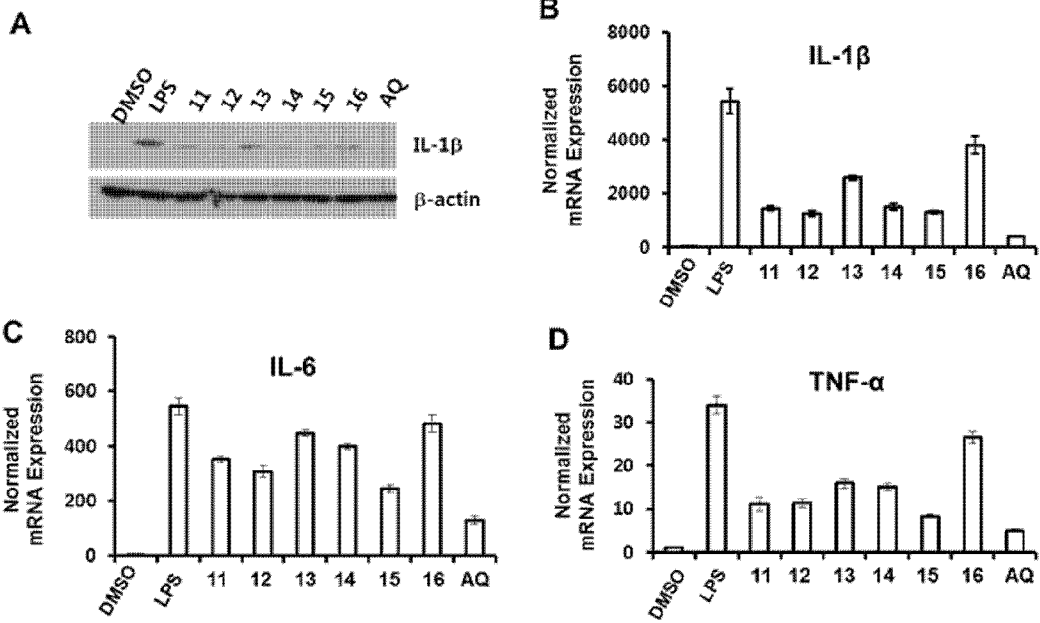 A
DMSO LPS 11 12 13 14 15 16 AQ
IL-1β
β-actin
B
IL-1β
Normalized
mRNA Expression
8000
6000
4000
2000
0
DMSO LPS 11 12 13 14 15 16 AQ
C
IL-6
Normalized
mRNA Expression
800
600
400
200
0
DMSO LPS 11 12 13 14 15 16 AQ
D
TNF-α
Normalized
mRNA Expression
40
30
20
10
0
DMSO LPS 11 12 13 14 15 16 AQ